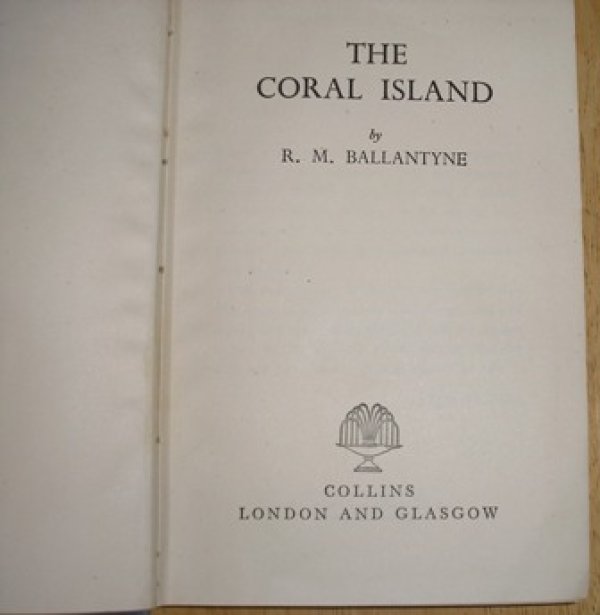 THE
CORAL ISLAND
by
R. M. BALLANTYNE
COLLINS
LONDON AND GLASGOW